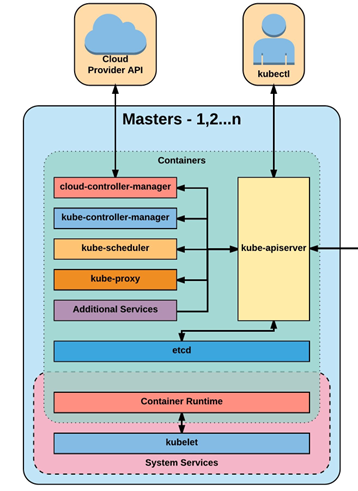 Cloud
Provider API
kubectl
Masters - 1,2...n
Containers
cloud-controller-manager
kube-controller-manager
kube-scheduler
kube-apiserver
kube-proxy
Additional Services
etcd
Container Runtime
kubelet
System Services